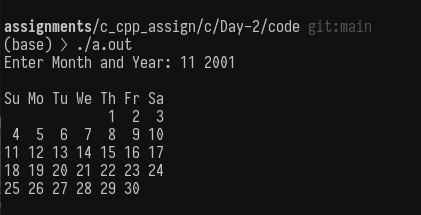 assignments/c_cpp_assign/c/Day-2/code git:main
(base) > ./a.out
Enter Month and Year: 11 2001
Su Mo Tu We Th Fr Sa
             1  2  3
 4  5  6  7  8  9 10
11 12 13 14 15 16 17
18 19 20 21 22 23 24
25 26 27 28 29 30